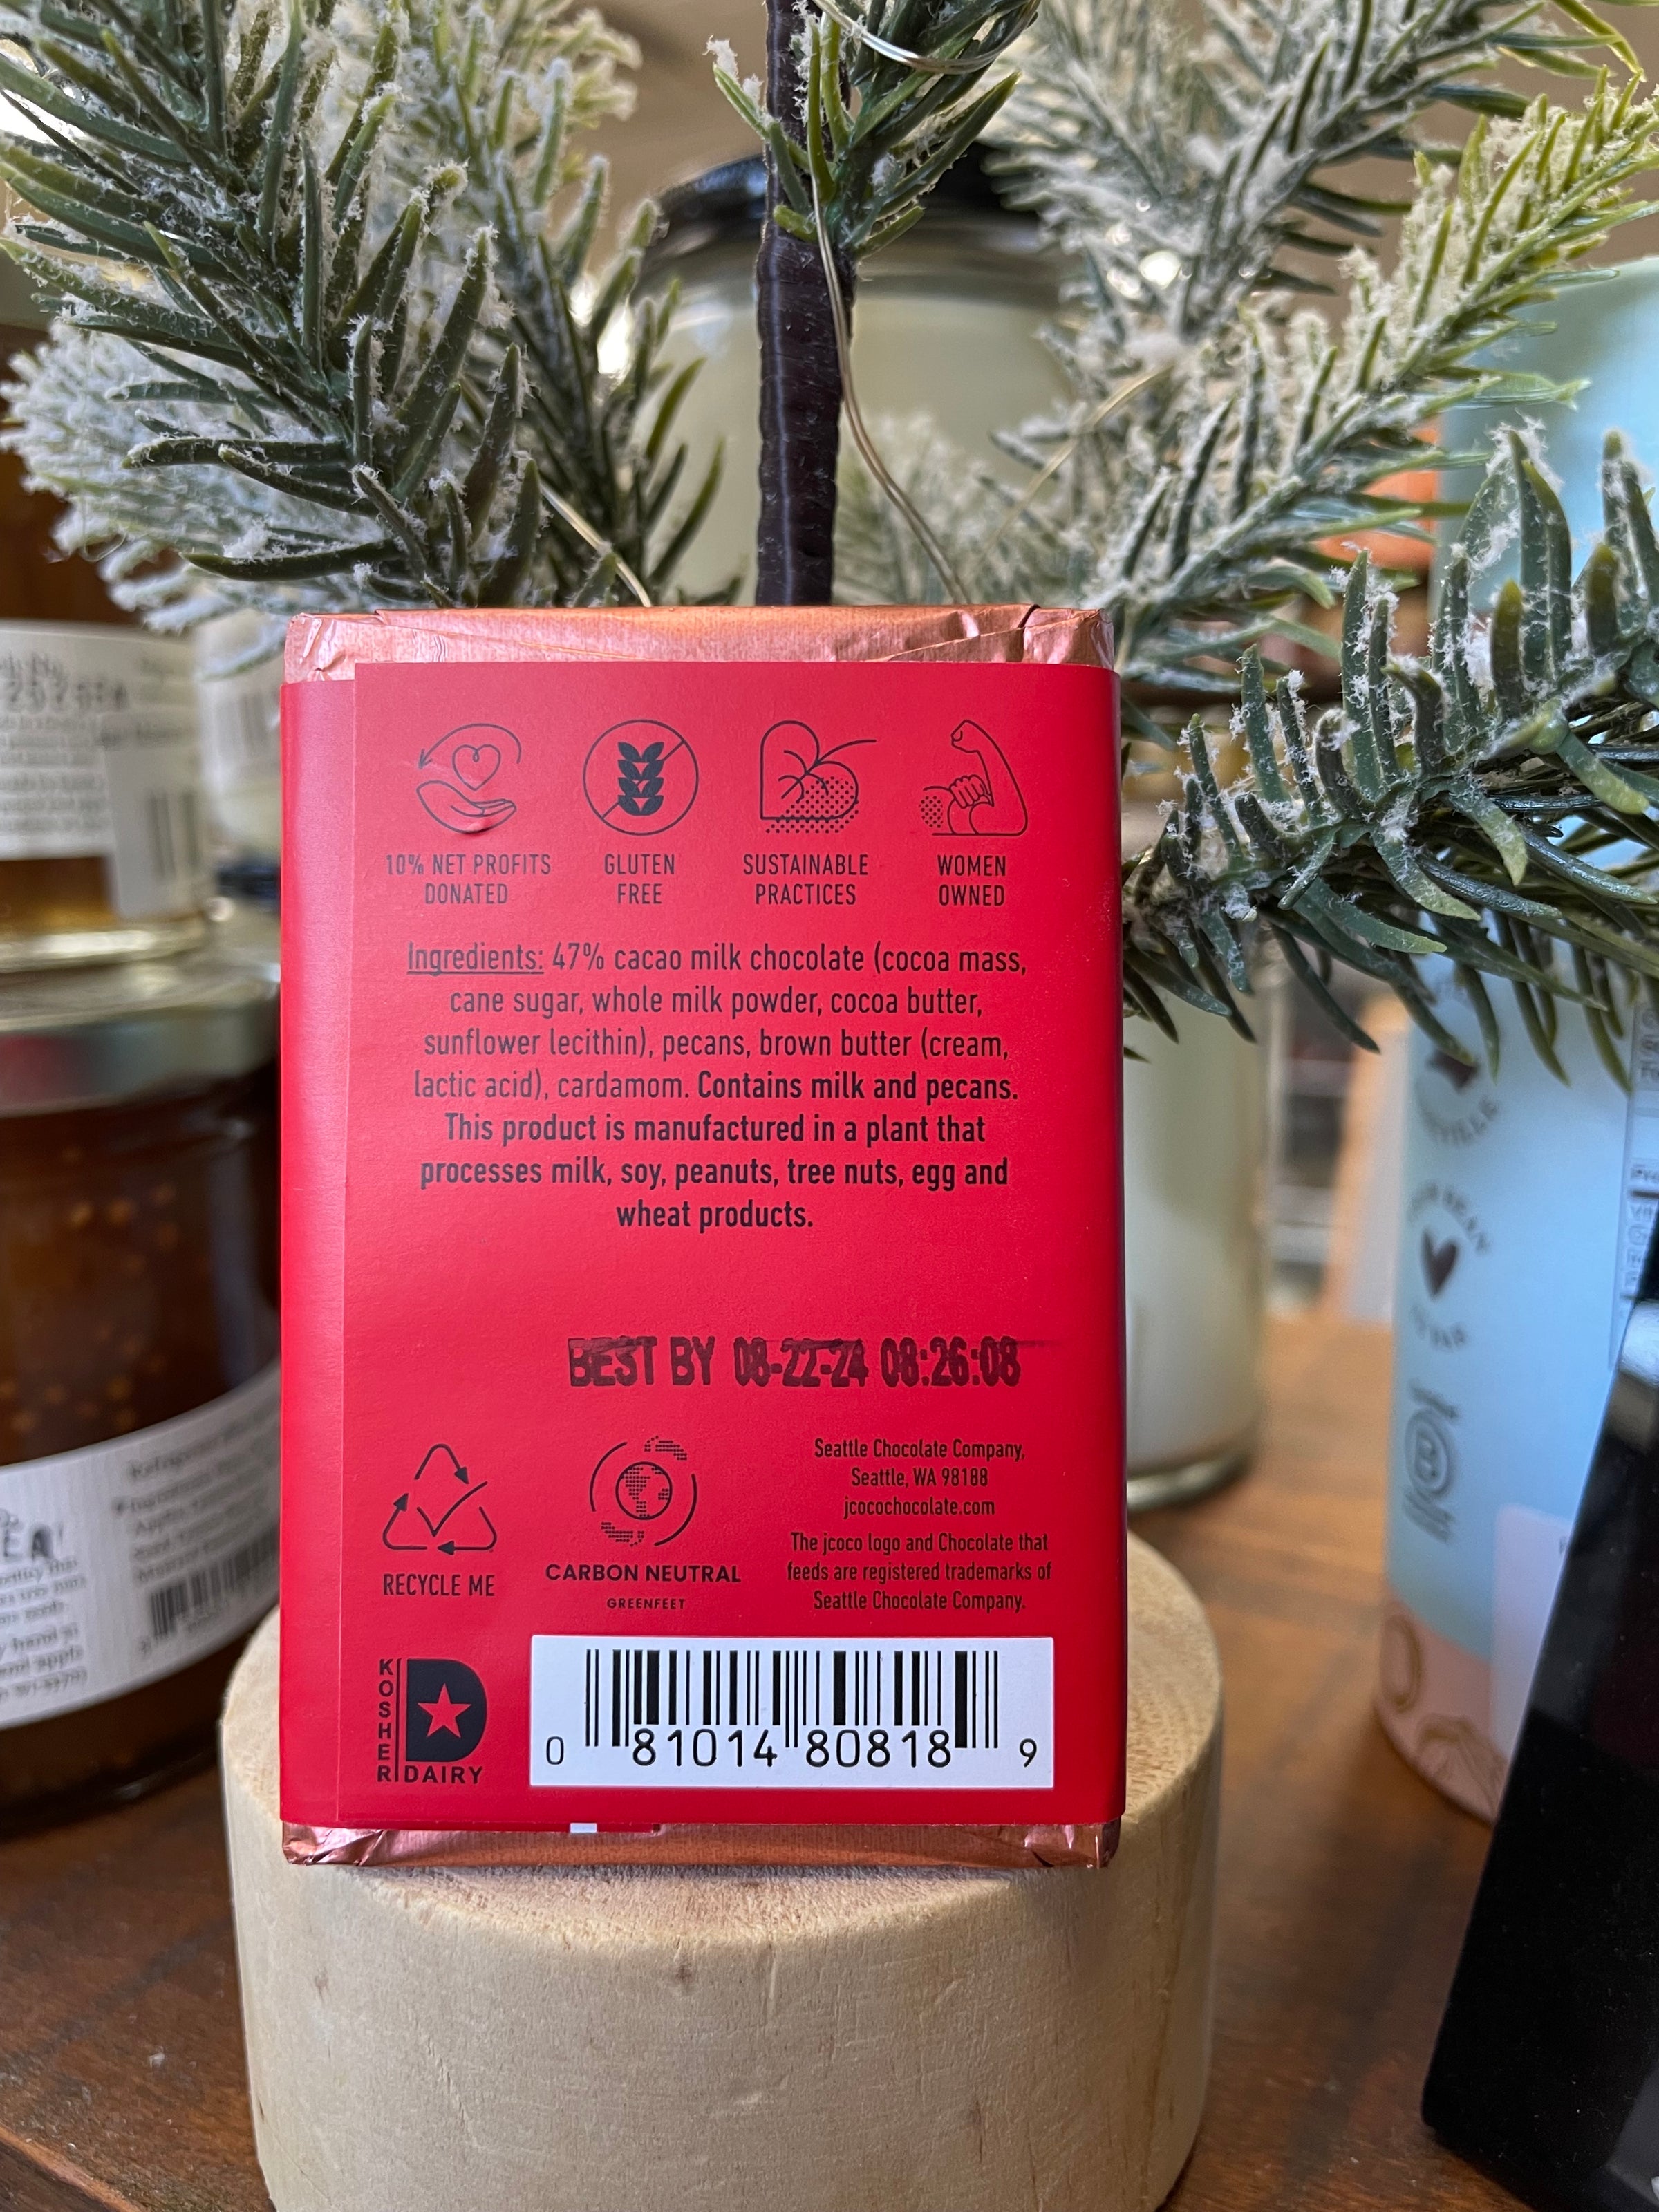 10% NET PROFITS
DONATED
GLUTEN
FREE
SUSTAINABLE
PRACTICES
WOMEN
OWNED
Ingredients: 47% cacao milk chocolate (cocoa mass,
cane sugar, whole milk powder, cocoa butter,
sunflower lecithin), pecans, brown butter (cream,
lactic acid), cardamom. Contains milk and pecans.
This product is manufactured in a plant that
processes milk, soy, peanuts, tree nuts, egg and
wheat products.
BEST BY 08-22-24 08:26:08
RECYCLE ME
CARBON NEUTRAL
GREENFEET
Seattle Chocolate Company,
Seattle, WA 98188
jcocochocolate.com
The jcoco logo and Chocolate that
feeds are registered trademarks of
Seattle Chocolate Company.
KOSHER
D
DAIRY
0 81014 80818 9